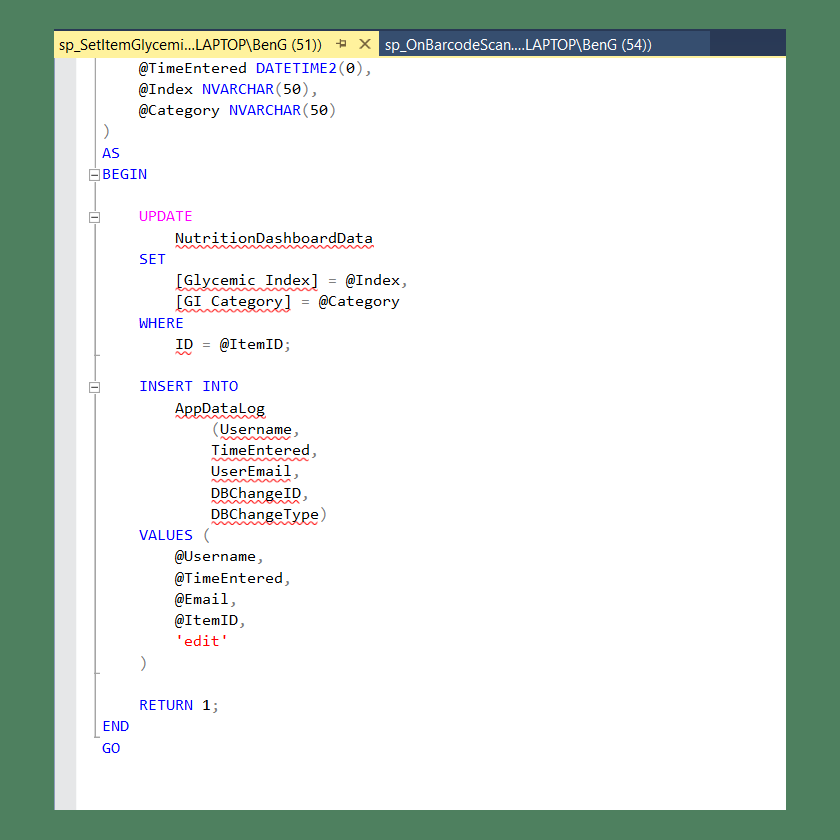 sp_SetItemGlycemi...LAPTOP\BenG (51)) sp_OnBarcodeScan....LAPTOP\BenG (54))
@TimeEntered DATETIME2(0),
@Index NVARCHAR(50),
@Category NVARCHAR(50)
)
AS
BEGIN
UPDATE
NutritionDashboardData
SET
[Glycemic Index] = @Index,
[GI Category] = @Category
WHERE
ID = @ItemID;
INSERT INTO
AppDataLog
(Username,
TimeEntered,
UserEmail,
DBChangeID,
DBChangeType)
VALUES (
@Username,
@TimeEntered,
@Email,
@ItemID,
'edit'
)
RETURN 1;
END
GO